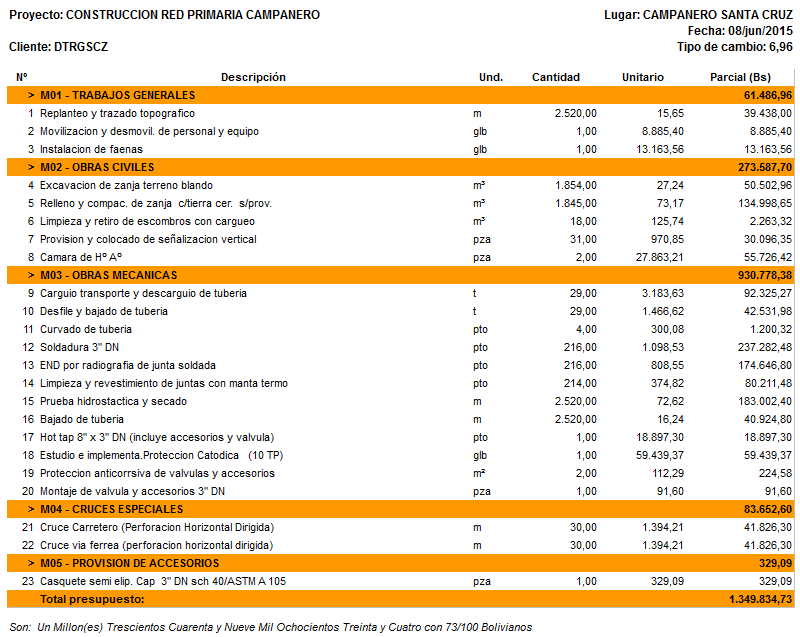 Proyecto: CONSTRUCCION RED PRIMARIA CAMPANERO Lugar: CAMPANERO SANTA CRUZ
Fecha: 08/jun/2015
Cliente: DTRGSCZ Tipo de cambio: 6,96
Nº Descripción Und. Cantidad Unitario Parcial (Bs)
> M01 - TRABAJOS GENERALES 61.486,96
1 Replanteo y trazado topografico m 2.520,00 15,65 39.438,00
2 Movilizacion y desmovil. de personal y equipo glb 1,00 8.885,40 8.885,40
3 Instalacion de faenas glb 1,00 13.163,56 13.163,56
> M02 - OBRAS CIVILES 273.587,70
4 Excavacion de zanja terreno blando m³ 1.854,00 27,24 50.502,96
5 Relleno y compac. de zanja c/tierra cer. s/prov. m³ 1.845,00 73,17 134.998,65
6 Limpieza y retiro de escombros con cargueo m³ 18,00 125,74 2.263,32
7 Provision y colocado de señalizacion vertical pza 31,00 970,85 30.096,35
8 Camara de Hº Aº pza 2,00 27.863,21 55.726,42
> M03 - OBRAS MECANICAS 930.778,38
9 Carguio transporte y descarguio de tuberia t 29,00 3.183,63 92.325,27
10 Desfile y bajado de tuberia t 29,00 1.466,62 42.531,98
11 Curvado de tuberia pto 4,00 300,08 1.200,32
12 Soldadura 3" DN pto 216,00 1.098,53 237.282,48
13 END por radiografia de junta soldada pto 216,00 808,55 174.646,80
14 Limpieza y revestimiento de juntas con manta termo pto 214,00 374,82 80.211,48
15 Prueba hidrostactica y secado m 2.520,00 72,62 183.002,40
16 Bajado de tuberia m 2.520,00 16,24 40.924,80
17 Hot tap 8" x 3" DN (incluye accesorios y valvula) pto 1,00 18.897,30 18.897,30
18 Estudio e implementa.Proteccion Catodica (10 TP) glb 1,00 59.439,37 59.439,37
19 Proteccion anticorrsiva de valvulas y accesorios m² 2,00 112,29 224,58
20 Montaje de valvula y accesorios 3" DN pza 1,00 91,60 91,60
> M04 - CRUCES ESPECIALES 83.652,60
21 Cruce Carretero (Perforacion Horizontal Dirigida) m 30,00 1.394,21 41.826,30
22 Cruce via ferrea (perforacion horizontal dirigida) m 30,00 1.394,21 41.826,30
> M05 - PROVISION DE ACCESORIOS 329,09
23 Casquete semi elip. Cap 3" DN sch 40/ASTM A 105 pza 1,00 329,09 329,09
Total presupuesto: 1.349.834,73
Son: Un Millon(es) Trescientos Cuarenta y Nueve Mil Ochocientos Treinta y Cuatro con 73/100 Bolivianos